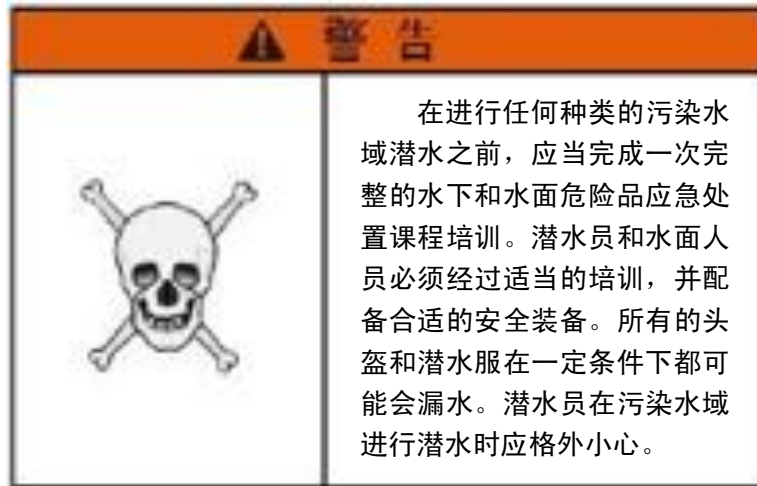 警告
在进行任何种类的污染水
域潜水之前，应当完成一次完
整的水下和水面危险品应急处
置课程培训。潜水员和水面人
员必须经过适当的培训，并配
备合适的安全装备。所有的头
盔和潜水服在一定条件下都可
能会漏水。潜水员在污染水域
进行潜水时应格外小心。